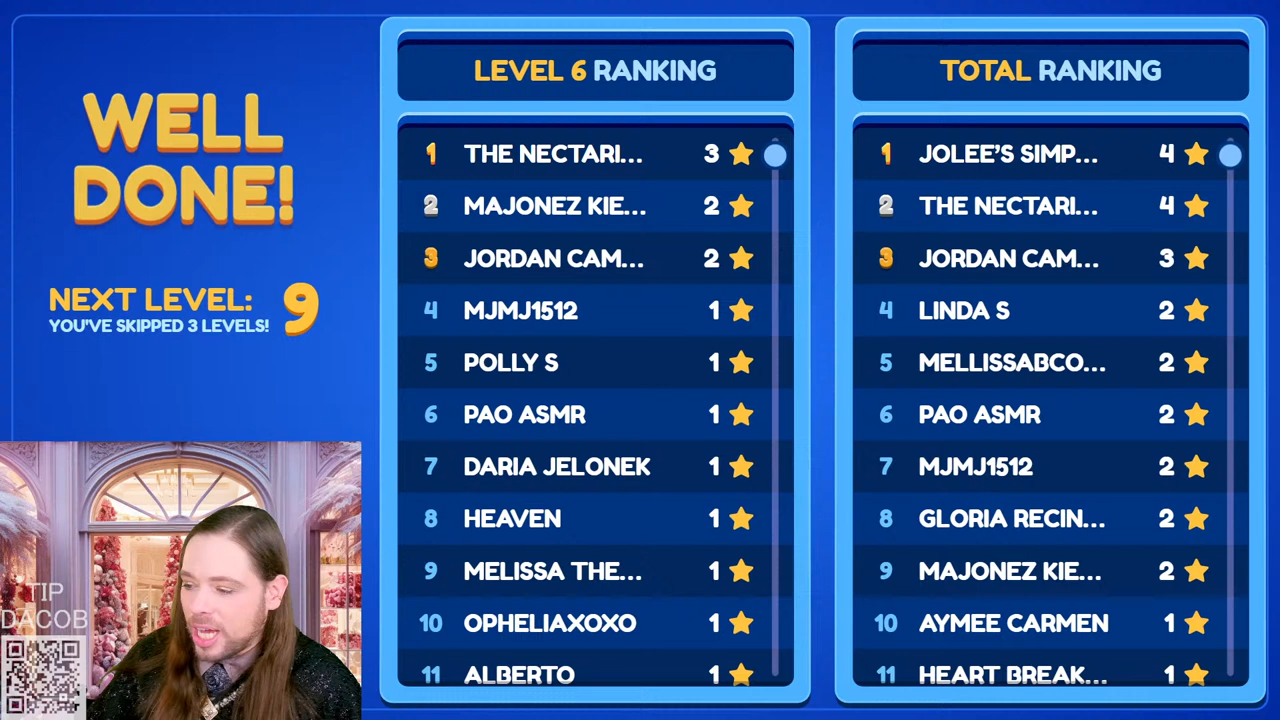 WELL
DONE!
NEXT LEVEL: 9
YOU'VE SKIPPED 3 LEVELS!
TIP
DACOB
LEVEL 6 RANKING
1 THE NECTARI... 3
2 MAJONEZ KIE... 2
3 JORDAN CAM... 2
4 MJMJ1512 1
5 POLLY S 1
6 PAO ASMR 1
7 DARIA JELONEK 1
8 HEAVEN 1
9 MELISSA THE... 1
10 OPHELIAXOXO 1
11 ALBERTO 1
TOTAL RANKING
1 JOLEE'S SIMP... 4
2 THE NECTARI... 4
3 JORDAN CAM... 3
4 LINDA S 2
5 MELLISSABCO... 2
6 PAO ASMR 2
7 MJMJ1512 2
8 GLORIA RECIN... 2
9 MAJONEZ KIE... 2
10 AYMEE CARMEN 1
11 HEART BREAK... 1